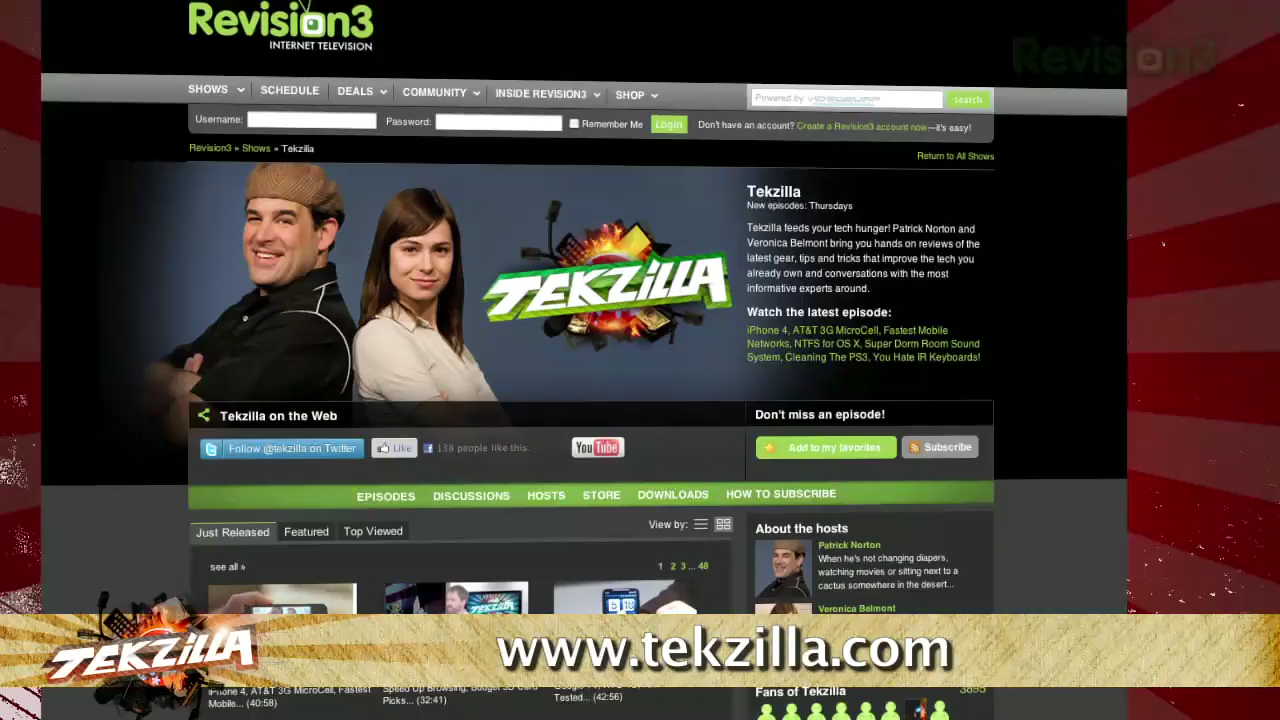 Revision3
INTERNET TELEVISION
Revision3
SHOWS SCHEDULE DEALS COMMUNITY INSIDE REVISION3 SHOP
Powered by VIDEOSURF search
Username: Password: Remember Me Login Don't have an account? Create a Revision3 account now—it's easy!
Revision3 » Shows » Tekzilla
Return to All Shows
TEKZILLA
Tekzilla
New episodes: Thursdays
Tekzilla feeds your tech hunger! Patrick Norton and
Veronica Belmont bring you hands on reviews of the
latest gear, tips and tricks that improve the tech you
already own and conversations with the most
informative experts around.
Watch the latest episode:
iPhone 4, AT&T 3G MicroCell, Fastest Mobile
Networks, NTFS for OS X, Super Dorm Room Sound
System, Cleaning The PS3, You Hate IR Keyboards!
Tekzilla on the Web
Follow @tekzilla on Twitter Like 138 people like this. YouTube
Don't miss an episode!
Add to my favorites Subscribe
EPISODES DISCUSSIONS HOSTS STORE DOWNLOADS HOW TO SUBSCRIBE
Just Released Featured Top Viewed
View by:
see all »
1 2 3 ... 48
About the hosts
Patrick Norton
When he's not changing diapers,
watching movies or sitting next to a
cactus somewhere in the desert...
Veronica Belmont
TEKZILLA
TEKZILLA
www.tekzilla.com
iPhone 4, AT&T 3G MicroCell, Fastest
Mobile... (40:58)
Speed Up Browsing, Budget 3D Card
Picks... (32:41)
Tested... (42:56)
Fans of Tekzilla
3895